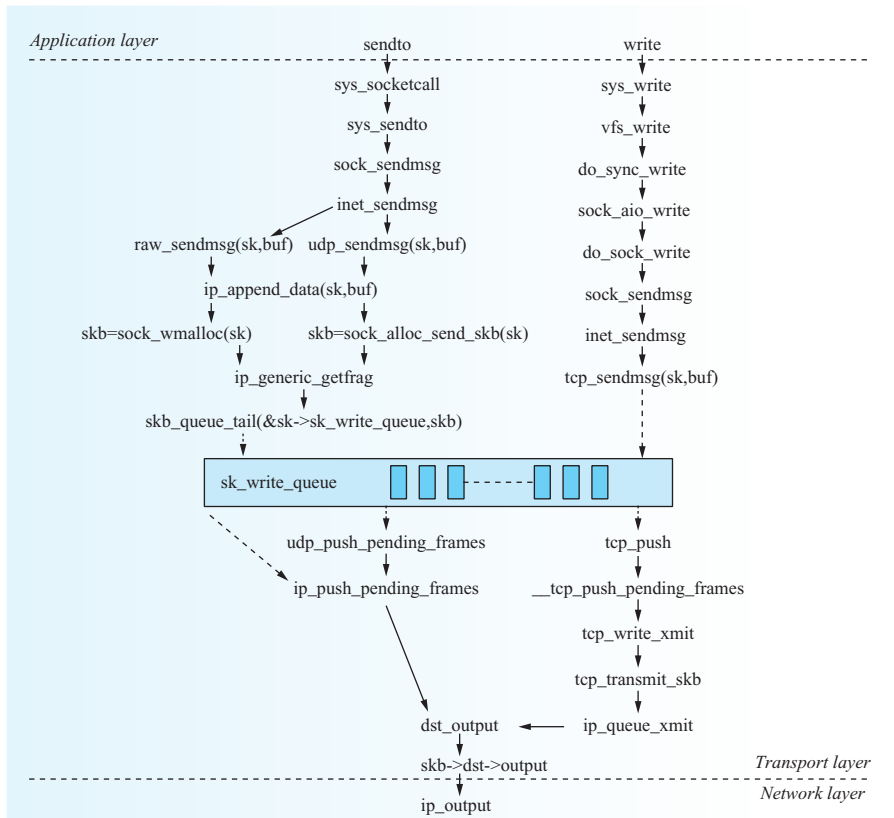 Application layer
sendto
write
sys_socketcall
sys_write
sys_sendto
vfs_write
sock_sendmsg
do_sync_write
inet_sendmsg
sock_aio_write
raw_sendmsg(sk,buf)
udp_sendmsg(sk,buf)
do_sock_write
ip_append_data(sk,buf)
sock_sendmsg
skb=sock_wmalloc(sk)
skb=sock_alloc_send_skb(sk)
inet_sendmsg
ip_generic_getfrag
tcp_sendmsg(sk,buf)
skb_queue_tail(&sk->sk_write_queue,skb)
sk_write_queue
udp_push_pending_frames
tcp_push
ip_push_pending_frames
__tcp_push_pending_frames
tcp_write_xmit
tcp_transmit_skb
dst_output
ip_queue_xmit
skb->dst->output
Transport layer
Network layer
ip_output